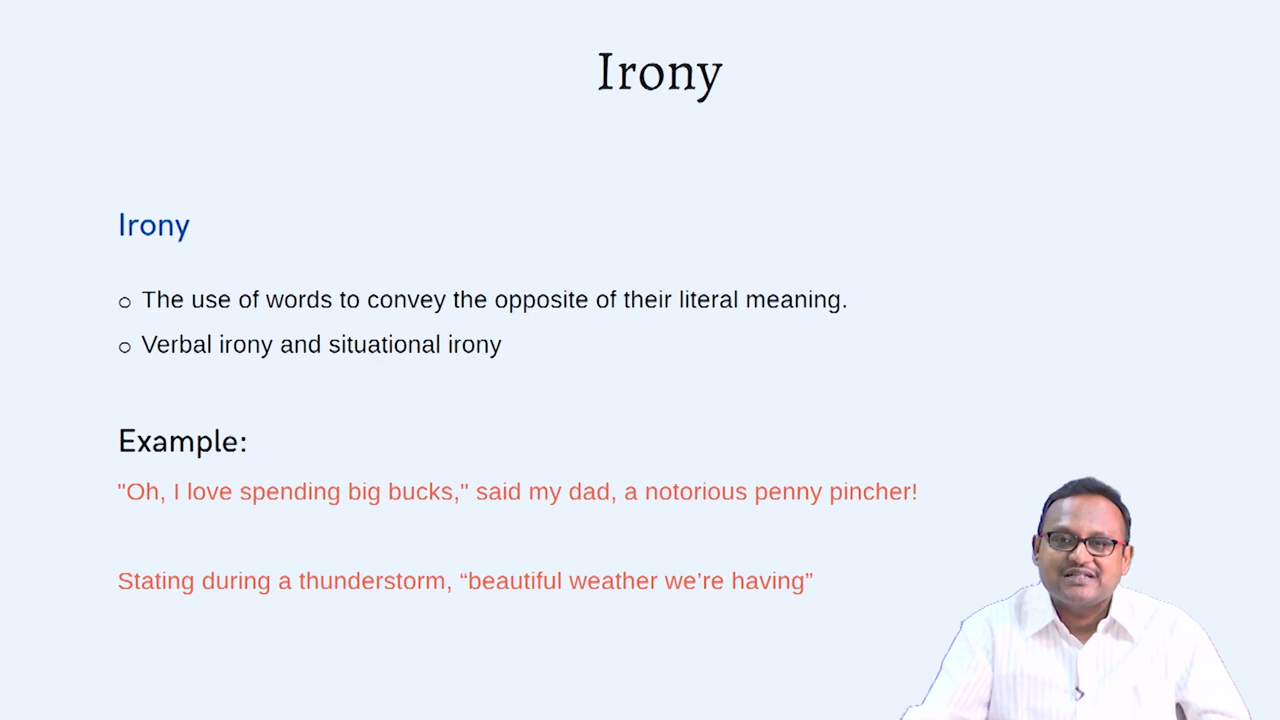 Irony
Irony
o The use of words to convey the opposite of their literal meaning.
o Verbal irony and situational irony
Example:
"Oh, I love spending big bucks," said my dad, a notorious penny pincher!
Stating during a thunderstorm, “beautiful weather we’re having”